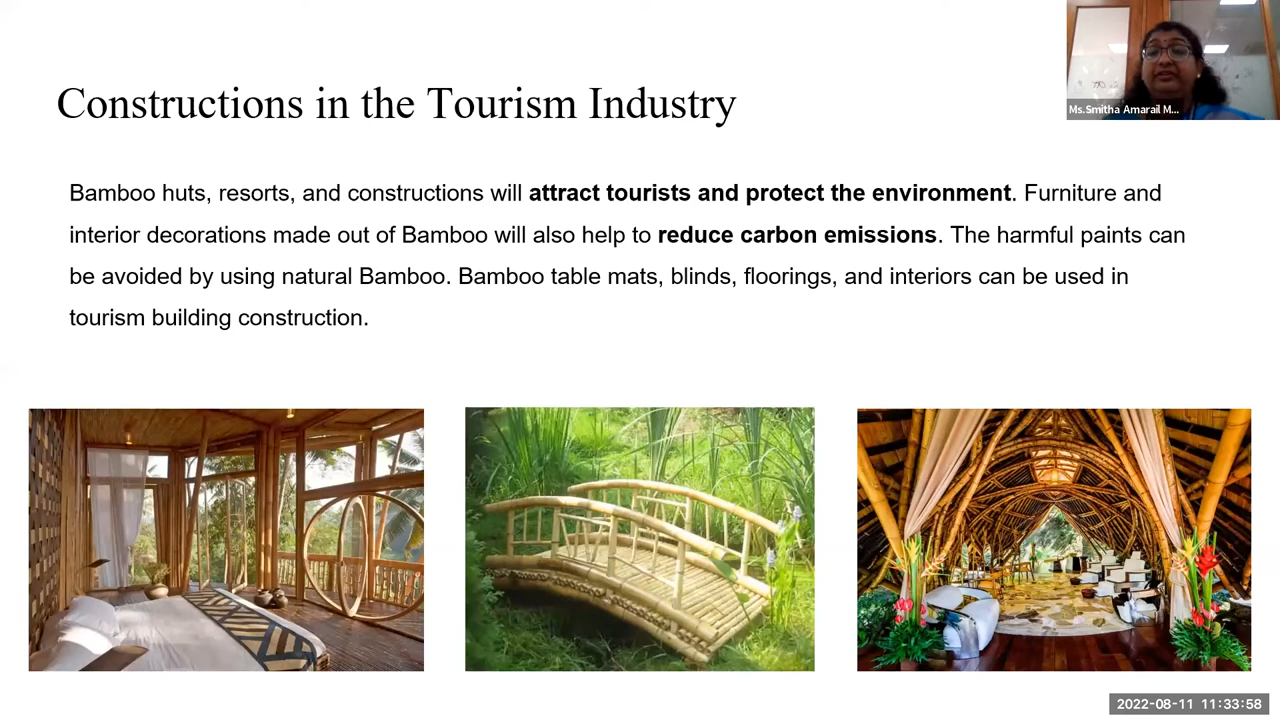 Ms.Smitha Amarail M...
Constructions in the Tourism Industry
Bamboo huts, resorts, and constructions will attract tourists and protect the environment. Furniture and
interior decorations made out of Bamboo will also help to reduce carbon emissions. The harmful paints can
be avoided by using natural Bamboo. Bamboo table mats, blinds, floorings, and interiors can be used in
tourism building construction.
2022-08-11 11:33:58